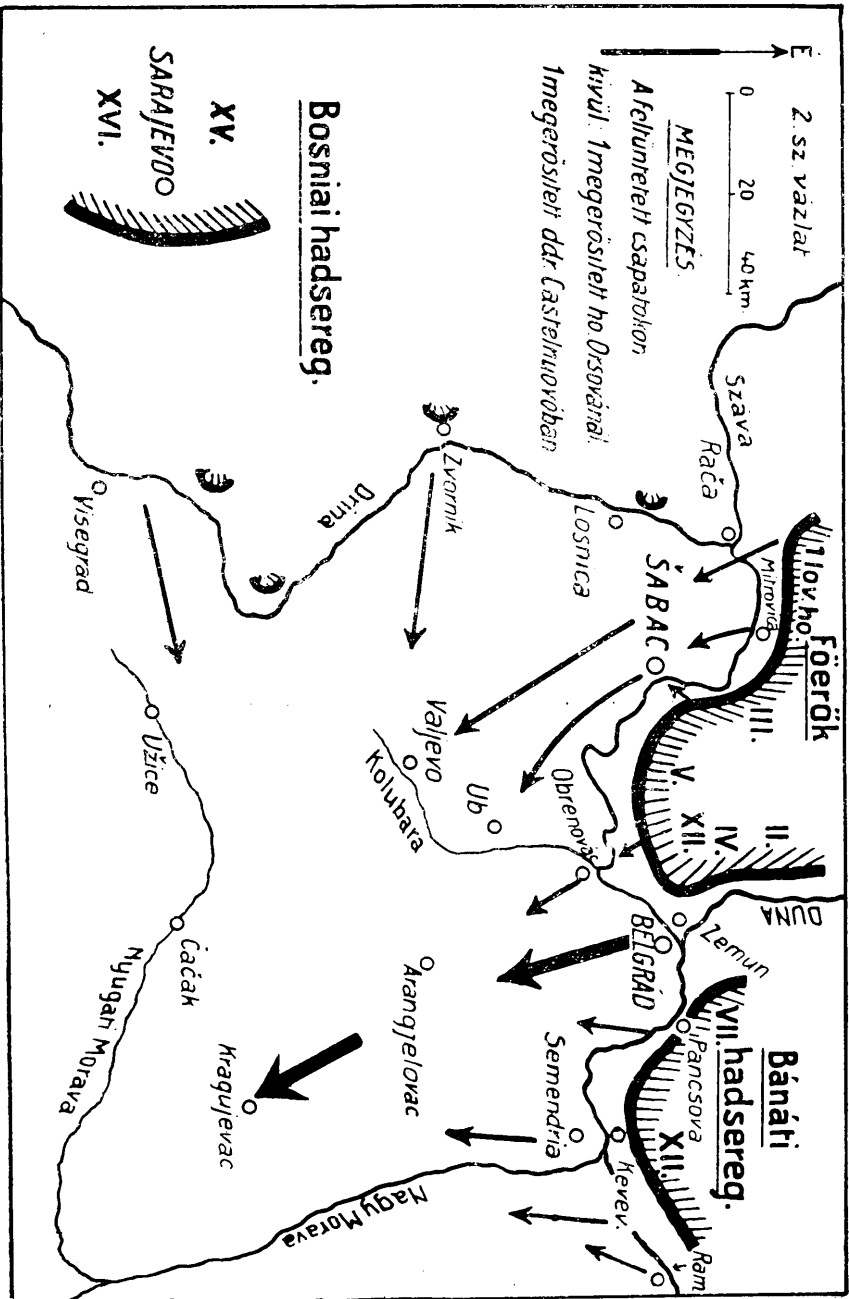 É
2. sz. vázlat
0 20 40 km.
MEGJEGYZÉS.
A feltüntetett csapatokon
kívül: 1 megerősített ho. Orsovánál
1 megerősített ddr. Castelnuovóban
Bosniai hadsereg.
XV.
SARAJEVO
XVI.
Főerők
1 lov. ho.
III.
V.
XII.
IV.
II.
Bánáti
VII. hadsereg.
XII.
Száva
Rača
Mitrovica
DUNA
Zemun
Pancsova
Kevev.
Ram
ŠABAC
Losnica
Zvornik
Drina
Obrenovac
BELGRÁD
Semendria
Ub
Valjevo
Kolubara
Arangjelovac
Kragujevac
Nagy Morava
Visegrad
Užice
Čačak
Nyugati Morava